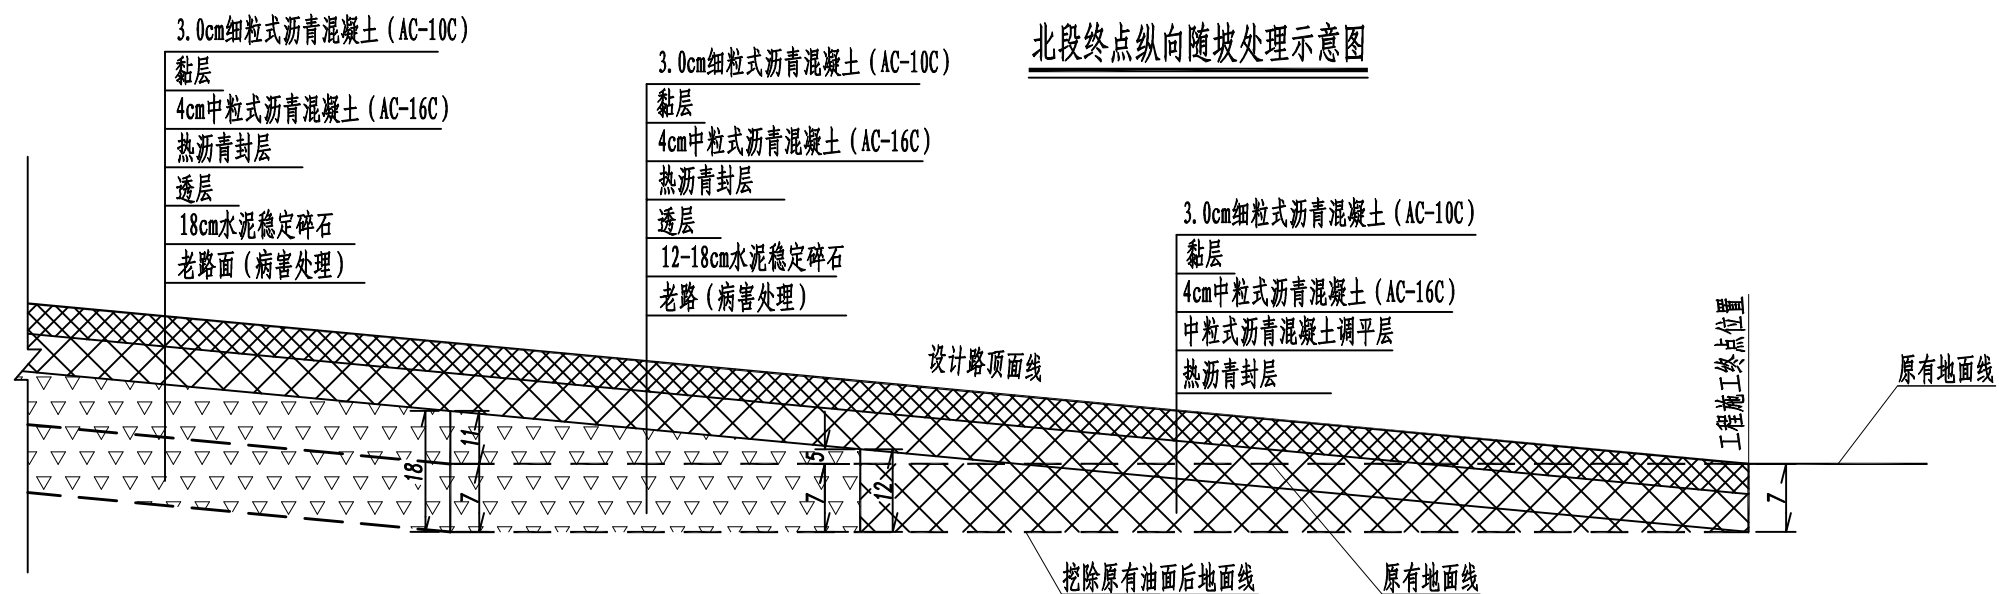 北段终点纵向随坡处理示意图
3.0cm细粒式沥青混凝土（AC-10C）
黏层
4cm中粒式沥青混凝土（AC-16C）
热沥青封层
透层
18cm水泥稳定碎石
老路面（病害处理）
3.0cm细粒式沥青混凝土（AC-10C）
黏层
4cm中粒式沥青混凝土（AC-16C）
热沥青封层
透层
12-18cm水泥稳定碎石
老路（病害处理）
3.0cm细粒式沥青混凝土（AC-10C）
黏层
4cm中粒式沥青混凝土（AC-16C）
中粒式沥青混凝土调平层
热沥青封层
设计路顶面线
工程施工终点位置
原有地面线
18
11
7
5
7
12
7
挖除原有油面后地面线
原有地面线